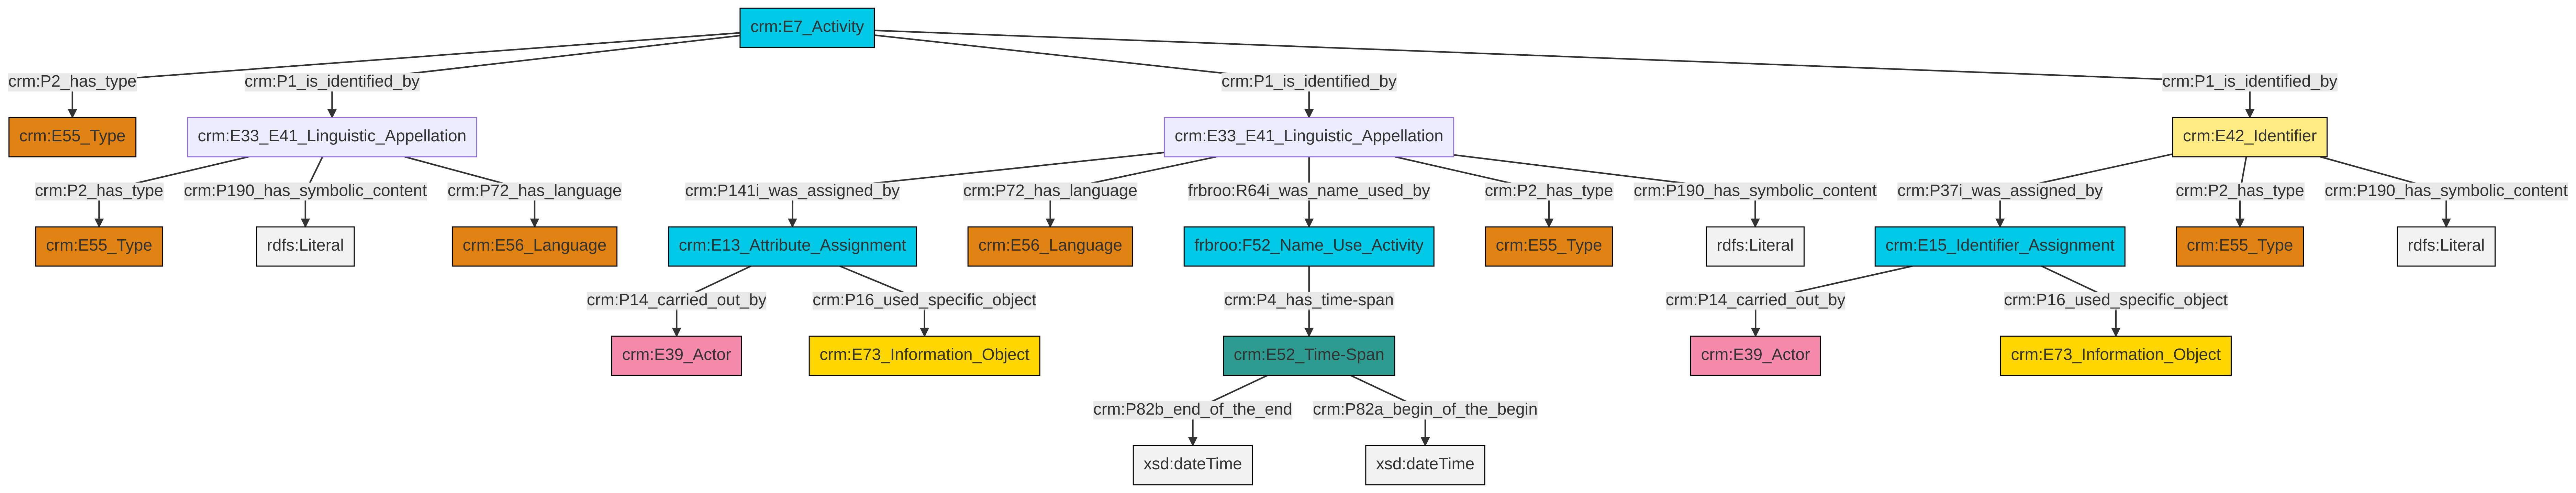 crm:E7_Activity
crm:P2_has_type
crm:P1_is_identified_by
crm:P1_is_identified_by
crm:P1_is_identified_by
crm:E55_Type
crm:E33_E41_Linguistic_Appellation
crm:E33_E41_Linguistic_Appellation
crm:E42_Identifier
crm:P2_has_type
crm:P190_has_symbolic_content
crm:P72_has_language
crm:P141i_was_assigned_by
crm:P72_has_language
frbroo:R64i_was_name_used_by
crm:P2_has_type
crm:P190_has_symbolic_content
crm:P37i_was_assigned_by
crm:P2_has_type
crm:P190_has_symbolic_content
crm:E55_Type
rdfs:Literal
crm:E56_Language
crm:E13_Attribute_Assignment
crm:E56_Language
frbroo:F52_Name_Use_Activity
crm:E55_Type
rdfs:Literal
crm:E15_Identifier_Assignment
crm:E55_Type
rdfs:Literal
crm:P14_carried_out_by
crm:P16_used_specific_object
crm:P4_has_time-span
crm:P14_carried_out_by
crm:P16_used_specific_object
crm:E39_Actor
crm:E73_Information_Object
crm:E52_Time-Span
crm:E39_Actor
crm:E73_Information_Object
crm:P82b_end_of_the_end
crm:P82a_begin_of_the_begin
xsd:dateTime
xsd:dateTime